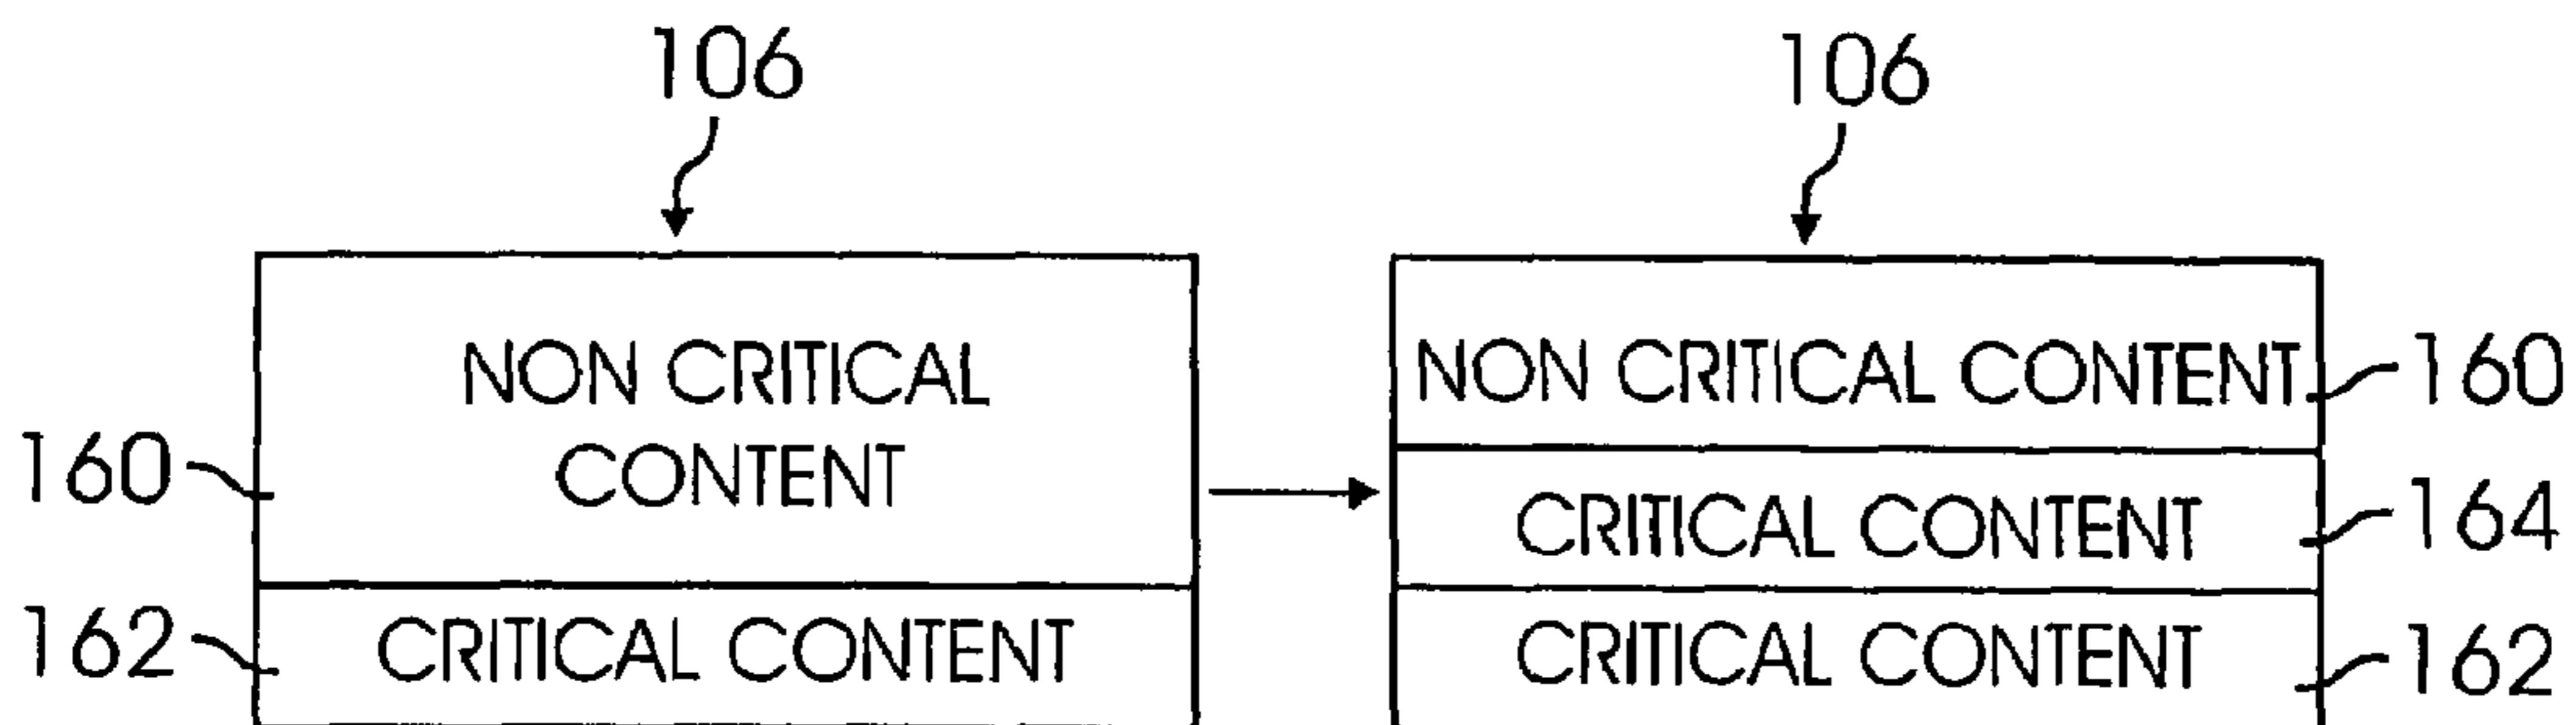 106
106
NON CRITICAL
CONTENT
160
162
CRITICAL CONTENT
NON CRITICAL CONTENT
160
CRITICAL CONTENT
164
CRITICAL CONTENT
162